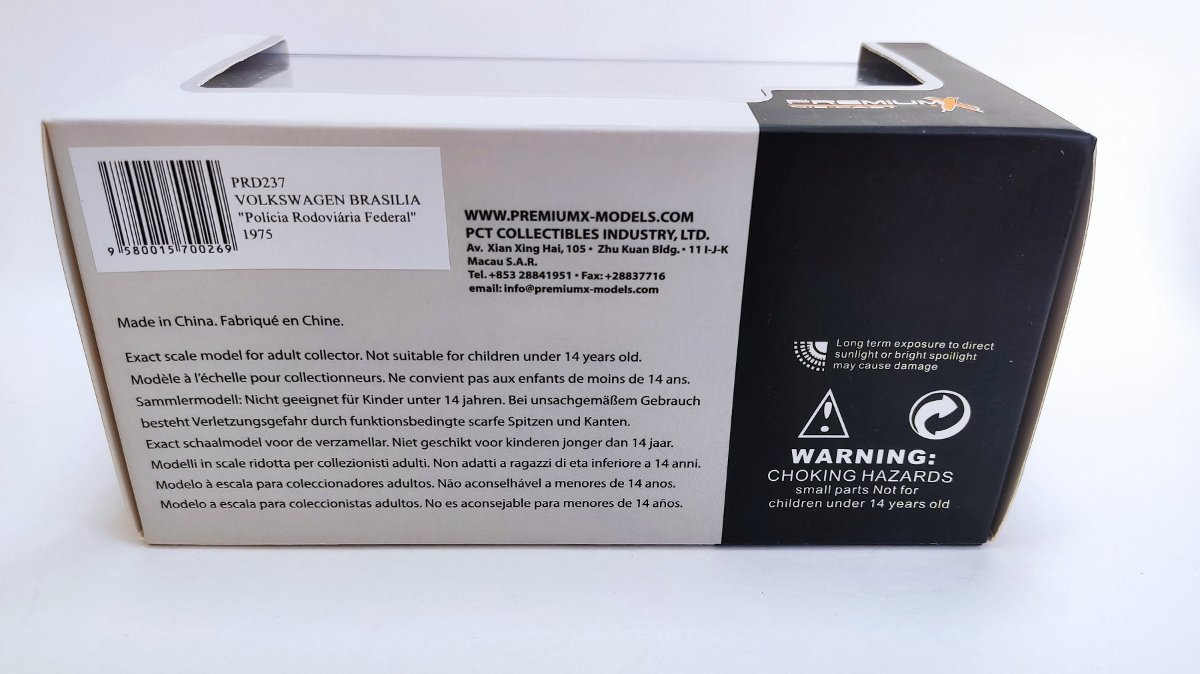 PREMIUM X
DIECAST
PRD237
VOLKSWAGEN BRASILIA
"Polícia Rodoviária Federal"
1975
9 580015 700269
WWW.PREMIUMX-MODELS.COM
PCT COLLECTIBLES INDUSTRY, LTD.
Av. Xian Xing Hai, 105 • Zhu Kuan Bldg. • 11 I-J-K
Macau S.A.R.
Tel. +853 28841951 • Fax: +28837716
email: info@premiumx-models.com
Made in China. Fabriqué en Chine.
Exact scale model for adult collector. Not suitable for children under 14 years old.
Modèle à l'échelle pour collectionneurs. Ne convient pas aux enfants de moins de 14 ans.
Sammlermodell: Nicht geeignet für Kinder unter 14 jahren. Bei unsachgemäßem Gebrauch
besteht Verletzungsgefahr durch funktionsbedingte scarfe Spitzen und Kanten.
Exact schaalmodel voor de verzamellar. Niet geschikt voor kinderen jonger dan 14 jaar.
Modelli in scale ridotta per collezionisti adulti. Non adatti a ragazzi di eta inferiore a 14 anni.
Modelo à escala para coleccionadores adultos. Não aconselhável a menores de 14 anos.
Modelo a escala para coleccionistas adultos. No es aconsejable para menores de 14 años.
Long term exposure to direct
sunlight or bright spoilight
may cause damage
WARNING:
CHOKING HAZARDS
small parts Not for
children under 14 years old